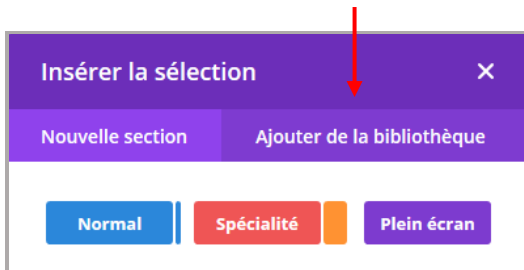 Insérer la sélection ×
Nouvelle section Ajouter de la bibliothèque
Normal Spécialité Plein écran